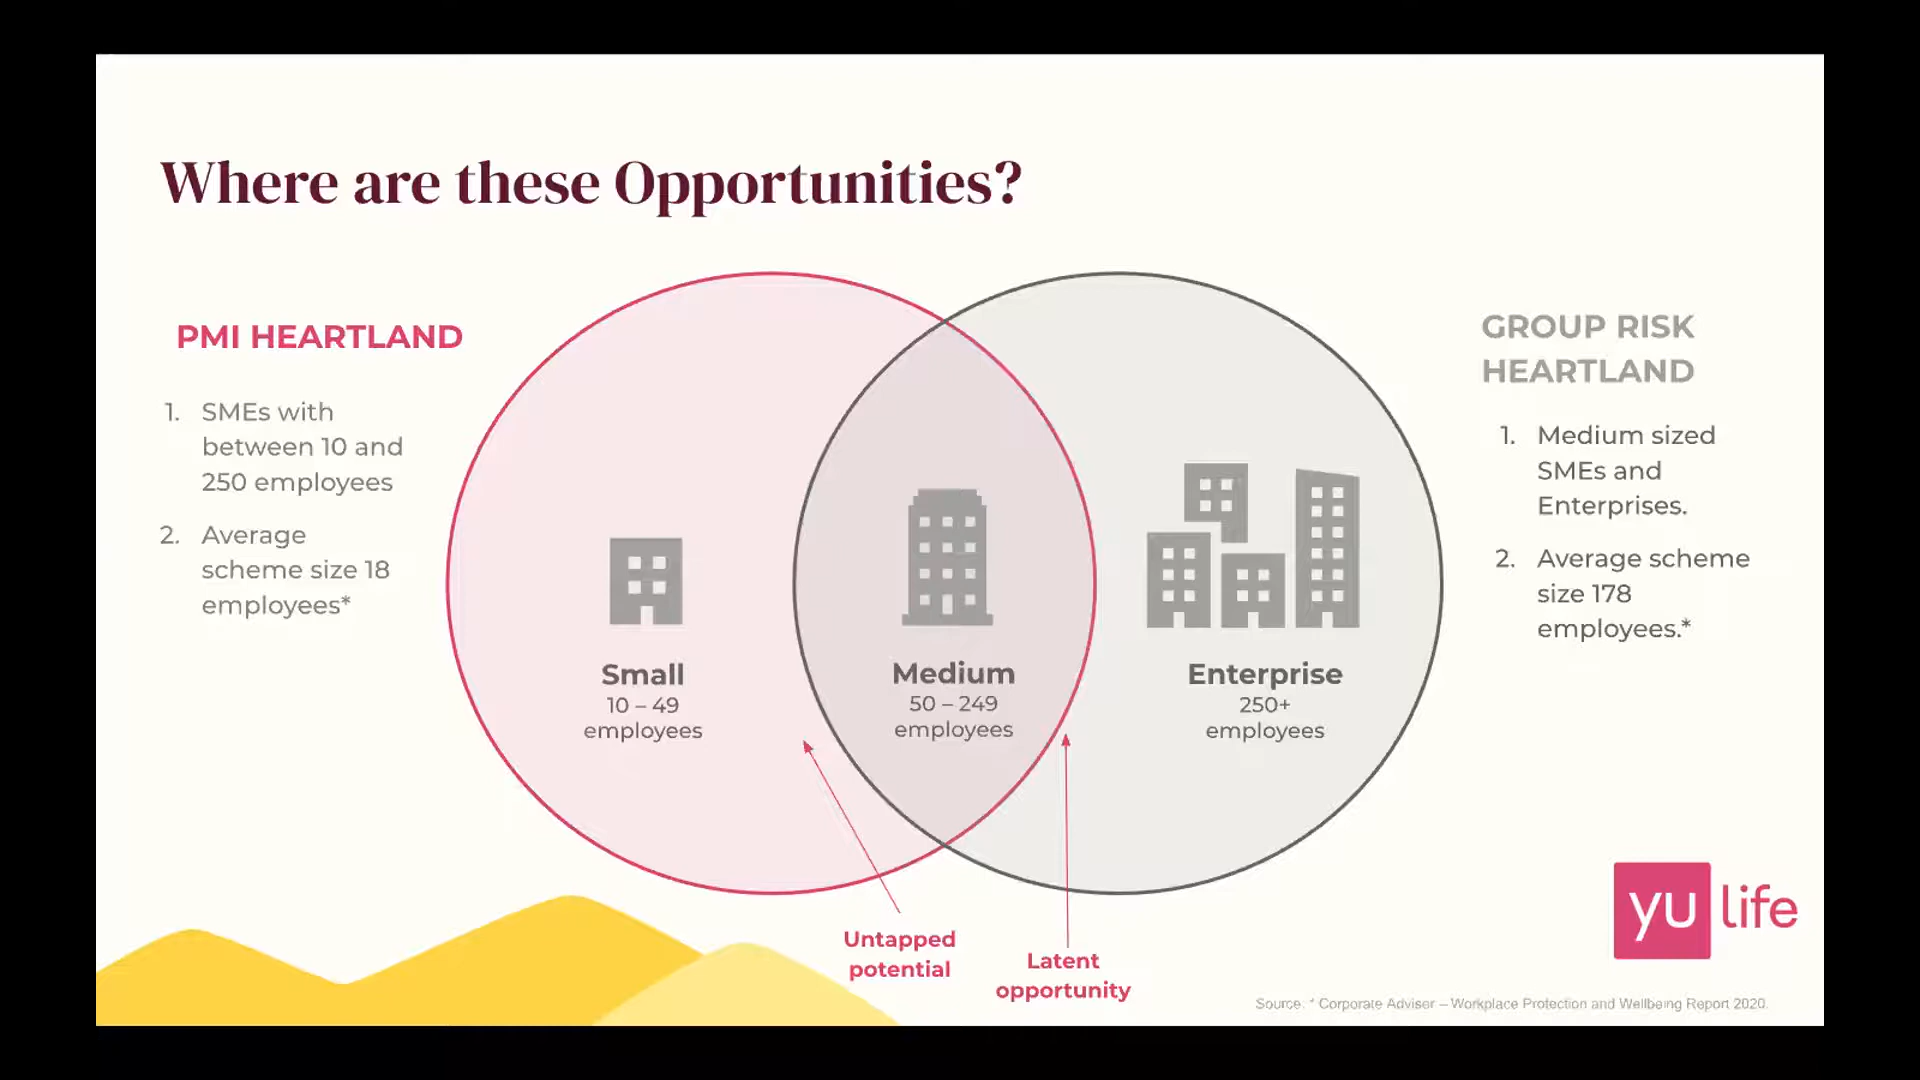 Where are these Opportunities?
PMI HEARTLAND
1. SMEs with
between 10 and
250 employees
2. Average
scheme size 18
employees*
Small
10 – 49
employees
Medium
50 – 249
employees
Enterprise
250+
employees
GROUP RISK
HEARTLAND
1. Medium sized
SMEs and
Enterprises.
2. Average scheme
size 178
employees.*
Untapped
potential
Latent
opportunity
yu life
Source: * Corporate Adviser – Workplace Protection and Wellbeing Report 2020.